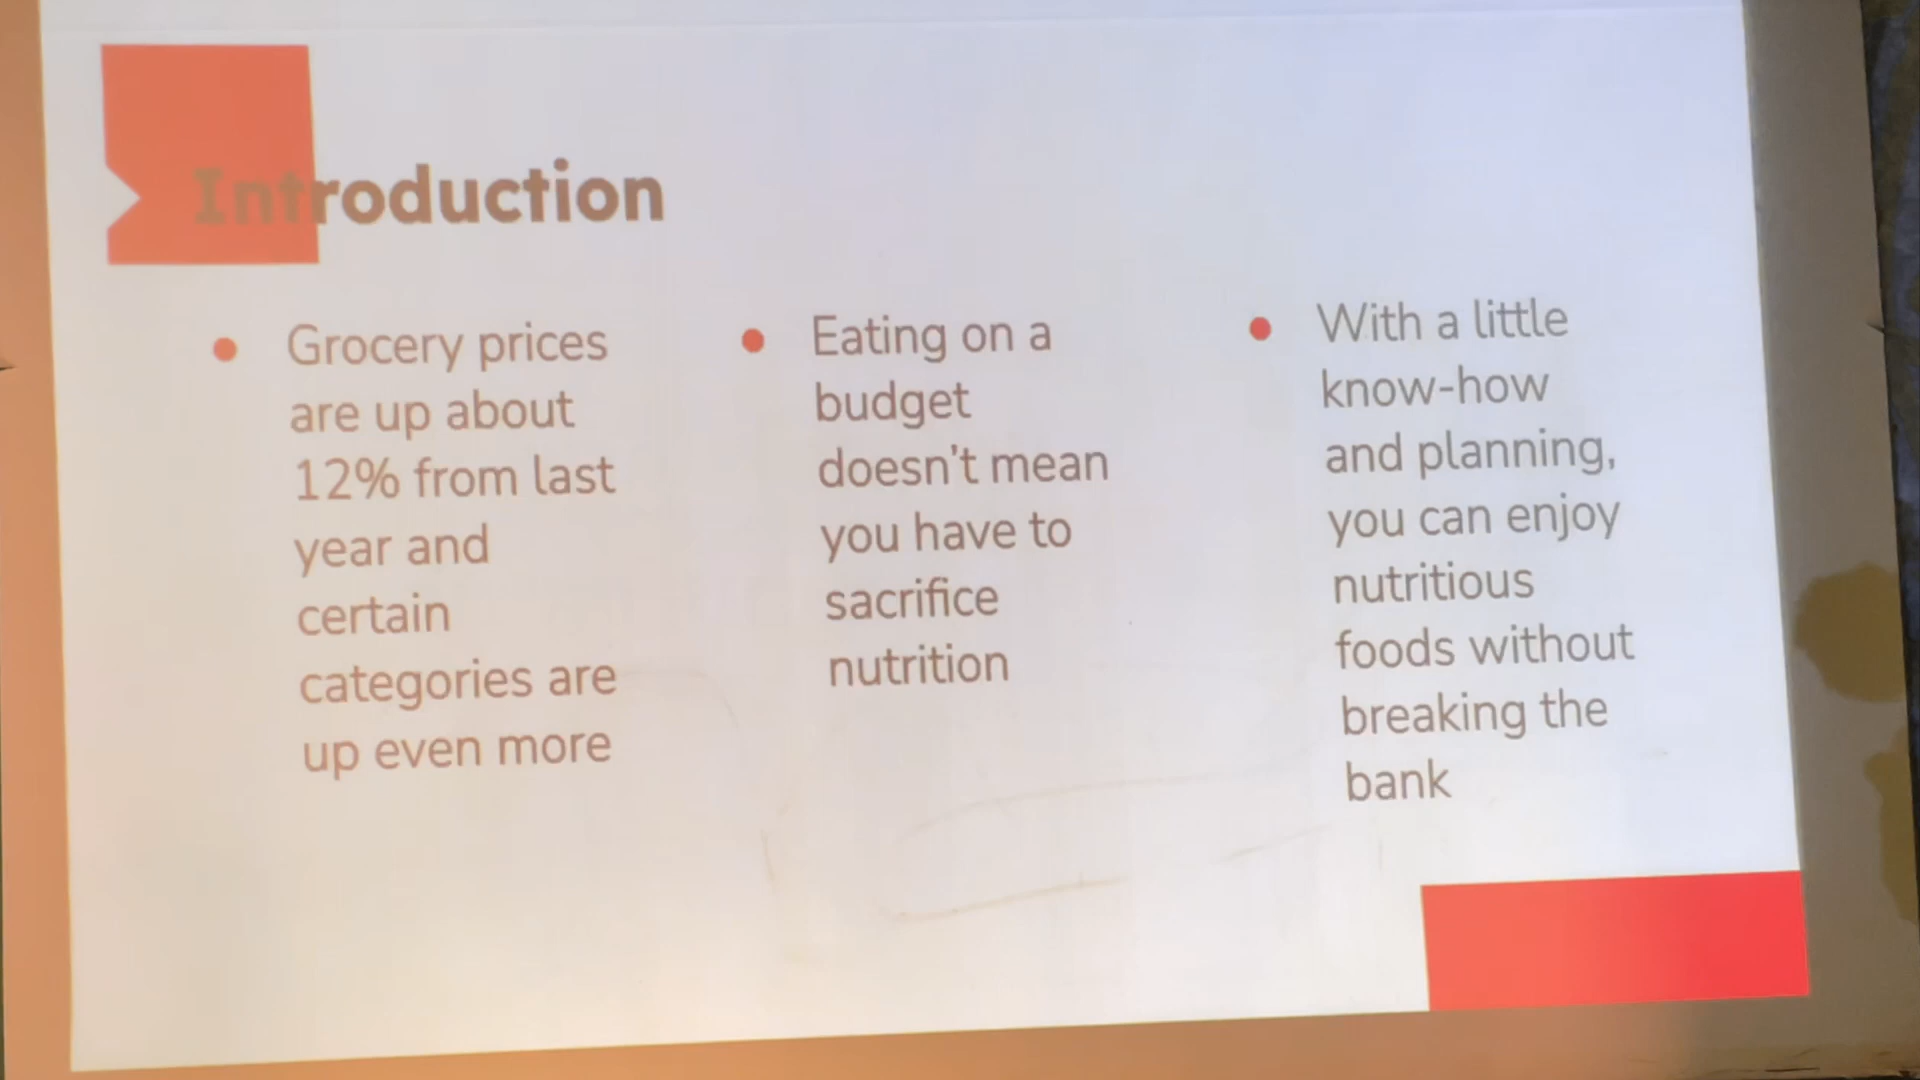 Introduction
Grocery prices
are up about
12% from last
year and
certain
categories are
up even more
Eating on a
budget
doesn't mean
you have to
sacrifice
nutrition
With a little
know-how
and planning,
you can enjoy
nutritious
foods without
breaking the
bank